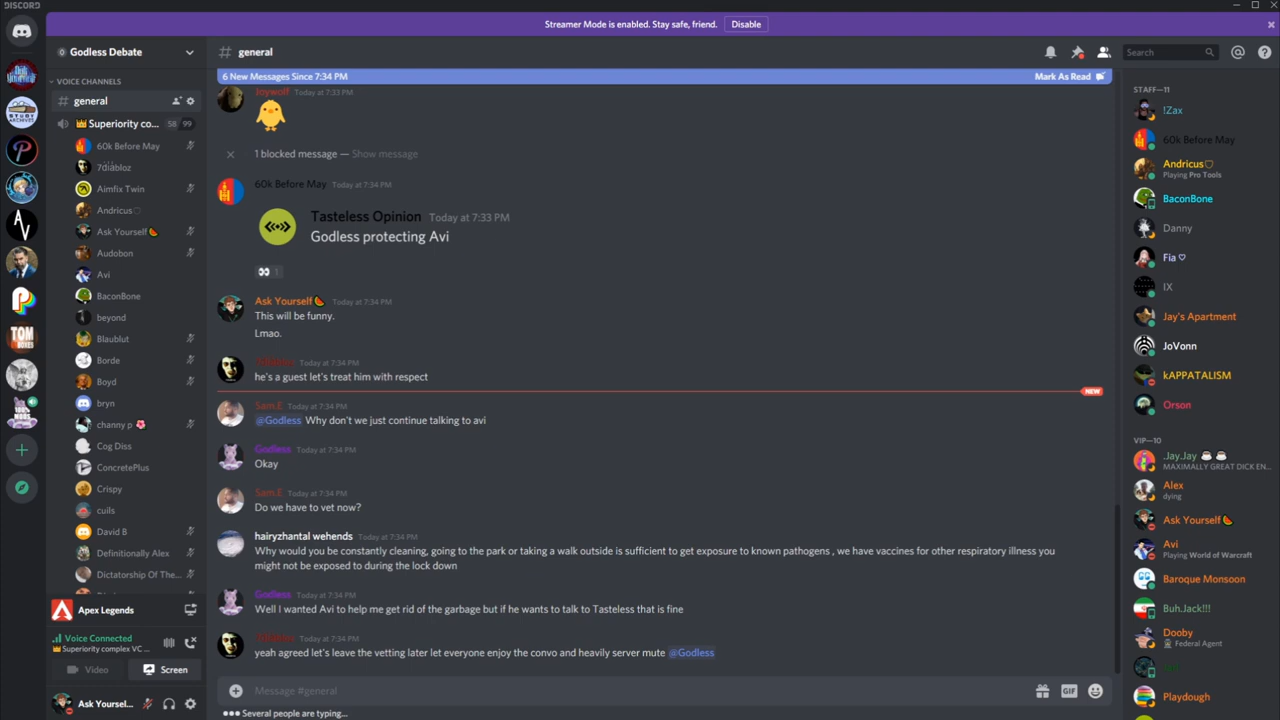 DISCORD
Streamer Mode is enabled. Stay safe, friend. Disable
Godless Debate
VOICE CHANNELS
general
Superiority co... 58 99
60k Before May
7diabloz
Aimfix Twin
Andricus♡
Ask Yourself🍉
Audobon
Avi
BaconBone
beyond
Blaublut
Borde
Boyd
bryn
channy p 🌸
Cog Diss
ConcretePlus
Crispy
cuils
David B
Definitionally Alex
Dictatorship Of The...
Apex Legends
Voice Connected
Superiority complex VC ...
Video Screen
Ask Yoursel...
# general
Search
6 New Messages Since 7:34 PM Mark As Read
Joywolf Today at 7:33 PM
1 blocked message — Show message
60k Before May Today at 7:34 PM
Tasteless Opinion Today at 7:33 PM
Godless protecting Avi
👀 1
Ask Yourself🍉 Today at 7:34 PM
This will be funny.
Lmao.
Today at 7:34 PM
he's a guest let's treat him with respect
NEW
Sam.E Today at 7:34 PM
@Godless Why don't we just continue talking to avi
Godless Today at 7:34 PM
Okay
Sam.E Today at 7:34 PM
Do we have to vet now?
hairyzhantal wehends Today at 7:34 PM
Why would you be constantly cleaning, going to the park or taking a walk outside is sufficient to get exposure to known pathogens , we have vaccines for other respiratory illness you
might not be exposed to during the lock down
Godless Today at 7:34 PM
Well I wanted Avi to help me get rid of the garbage but if he wants to talk to Tasteless that is fine
Today at 7:34 PM
yeah agreed let's leave the vetting later let everyone enjoy the convo and heavily server mute @Godless
Message #general
GIF
Several people are typing...
STAFF—11
!Zax
60k Before May
Andricus♡
Playing Pro Tools
BaconBone
Danny
Fia ♡
IX
Jay's Apartment
JoVonn
kAPPATALISM
Orson
VIP—10
.Jay.Jay ☕ ☕
MAXIMALLY GREAT DICK EN...
Alex
dying
Ask Yourself🍉
Avi
Playing World of Warcraft
Baroque Monsoon
Buh.Jack!!!
Dooby
Federal Agent
Playdough